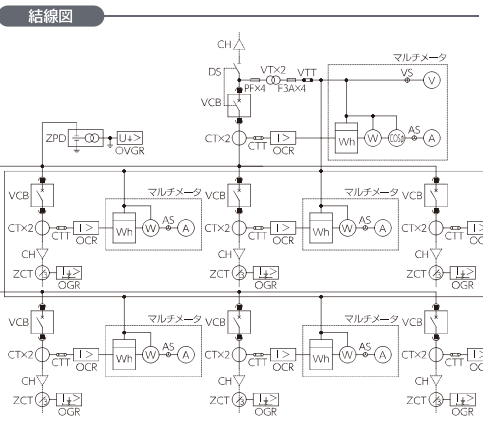 結線図
CH
マルチメータ
DS
VT×2
VTT
VS
V
PF×4
F3A×4
VCB
ZPD
U⏚>
OVGR
CT×2
CTT
I>
OCR
Wh
W
cosφ
AS
A
VCB
マルチメータ
VCB
マルチメータ
VCB
CT×2
CTT
I>
OCR
Wh
W
AS
A
CT×2
CTT
I>
OCR
Wh
W
AS
A
CT×2
CTT
I>
OC
CH
CH
CH
ZCT
I⏚>
OGR
ZCT
I⏚>
OGR
ZCT
I⏚>
OGR
VCB
マルチメータ
VCB
マルチメータ
VCB
CT×2
CTT
I>
OCR
Wh
W
AS
A
CT×2
CTT
I>
OCR
Wh
W
AS
A
CT×2
CTT
I>
OC
CH
CH
CH
ZCT
I⏚>
OGR
ZCT
I⏚>
OGR
ZCT
I⏚>
OGR